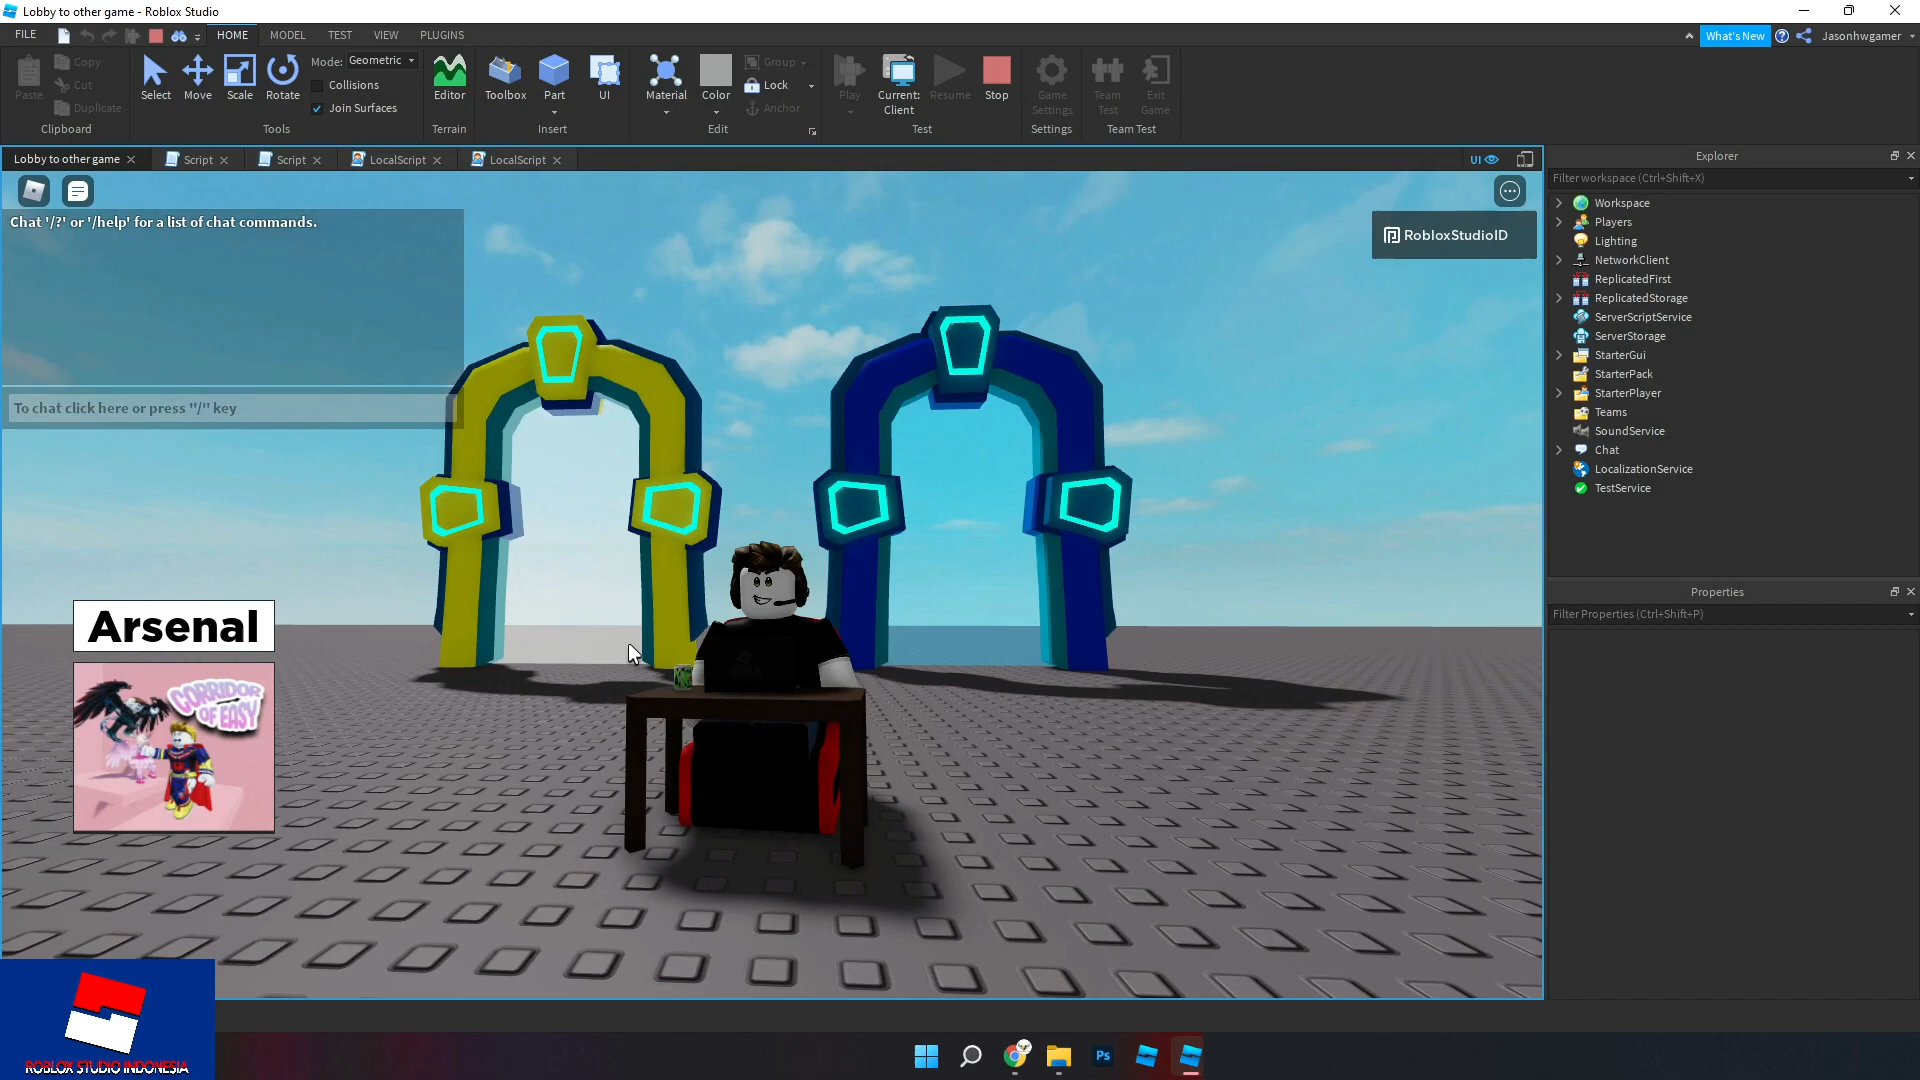 Lobby to other game - Roblox Studio
FILE HOME MODEL TEST VIEW PLUGINS What's New Jasonhwgamer
Paste Copy Cut Duplicate Select Move Scale Rotate Mode: Geometric Collisions Join Surfaces Editor Toolbox Part UI Material Color Group Lock Anchor Play Current: Client Resume Stop Game Settings Team Test Exit Game
Clipboard Tools Terrain Insert Edit Test Settings Team Test
Lobby to other game Script Script LocalScript LocalScript UI
Chat '/?' or '/help' for a list of chat commands.
To chat click here or press "/" key
RobloxStudioID
Arsenal
CORRIDOR
OF EASY
ROBLOX STUDIO INDONESIA
Explorer
Filter workspace (Ctrl+Shift+X)
Workspace
Players
Lighting
NetworkClient
ReplicatedFirst
ReplicatedStorage
ServerScriptService
ServerStorage
StarterGui
StarterPack
StarterPlayer
Teams
SoundService
Chat
LocalizationService
TestService
Properties
Filter Properties (Ctrl+Shift+P)
Ps